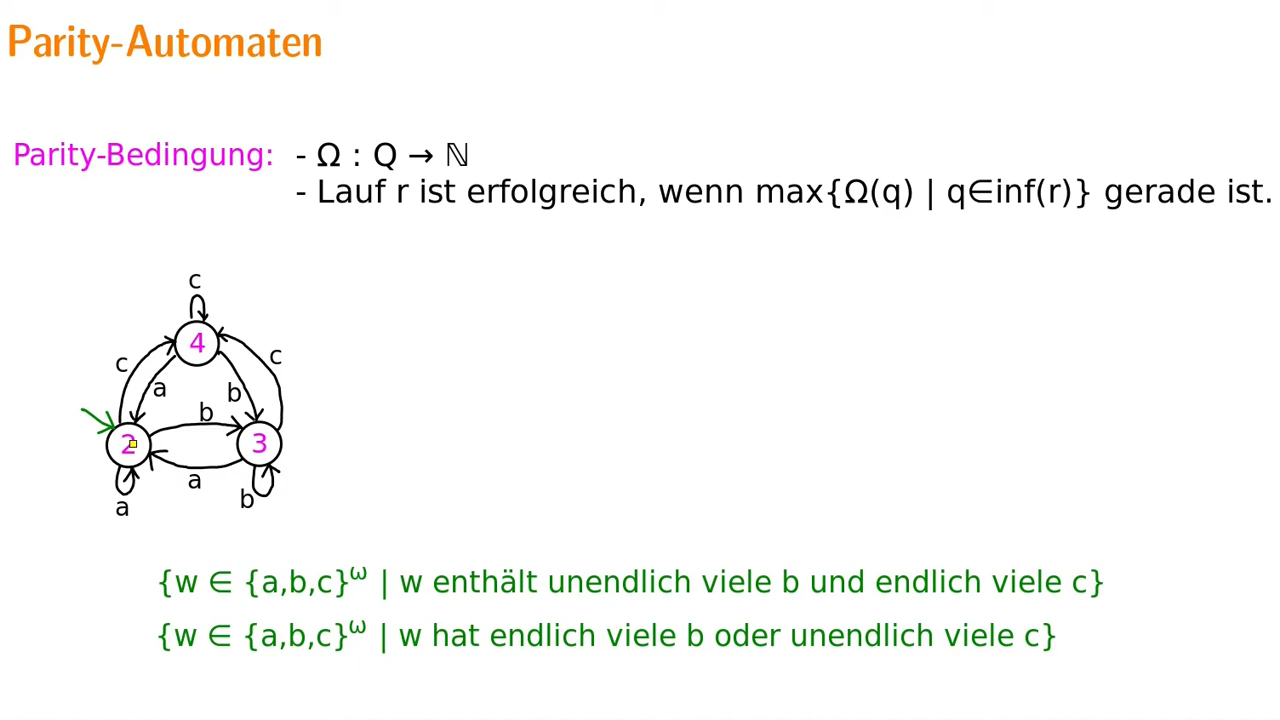 Parity-Automaten
Parity-Bedingung: - Ω : Q → ℕ
- Lauf r ist erfolgreich, wenn max{Ω(q) | q∈inf(r)} gerade ist.
c
4
c
c
a
b
b
2
3
a
b
a
{w ∈ {a,b,c}^ω | w enthält unendlich viele b und endlich viele c}
{w ∈ {a,b,c}^ω | w hat endlich viele b oder unendlich viele c}